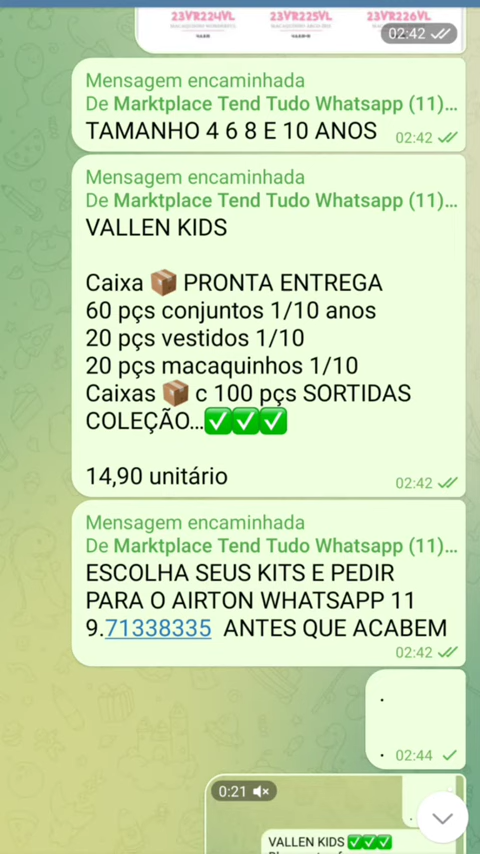 23VR224VL 23VR225VL 23VR226VL
02:42
Mensagem encaminhada
De Marktplace Tend Tudo Whatsapp (11)...
TAMANHO 4 6 8 E 10 ANOS
02:42
Mensagem encaminhada
De Marktplace Tend Tudo Whatsapp (11)...
VALLEN KIDS
Caixa 📦 PRONTA ENTREGA
60 pçs conjuntos 1/10 anos
20 pçs vestidos 1/10
20 pçs macaquinhos 1/10
Caixas 📦 c 100 pçs SORTIDAS
COLEÇÃO...✅✅✅
14,90 unitário
02:42
Mensagem encaminhada
De Marktplace Tend Tudo Whatsapp (11)...
ESCOLHA SEUS KITS E PEDIR
PARA O AIRTON WHATSAPP 11
9.71338335 ANTES QUE ACABEM
02:42
.
. 02:44
0:21
VALLEN KIDS ✅✅✅